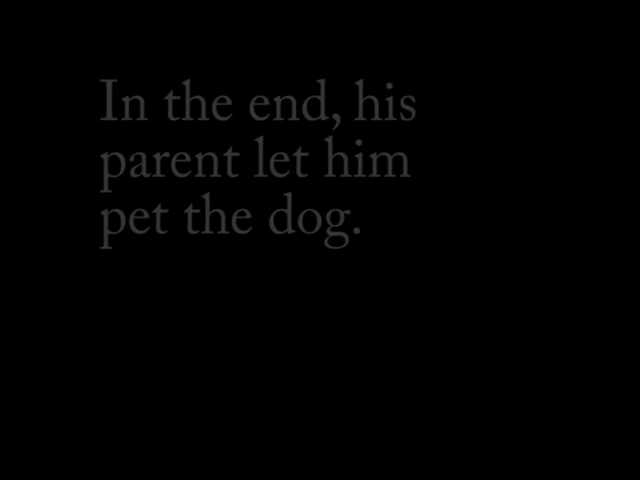 In the end, his
parent let him
pet the dog.